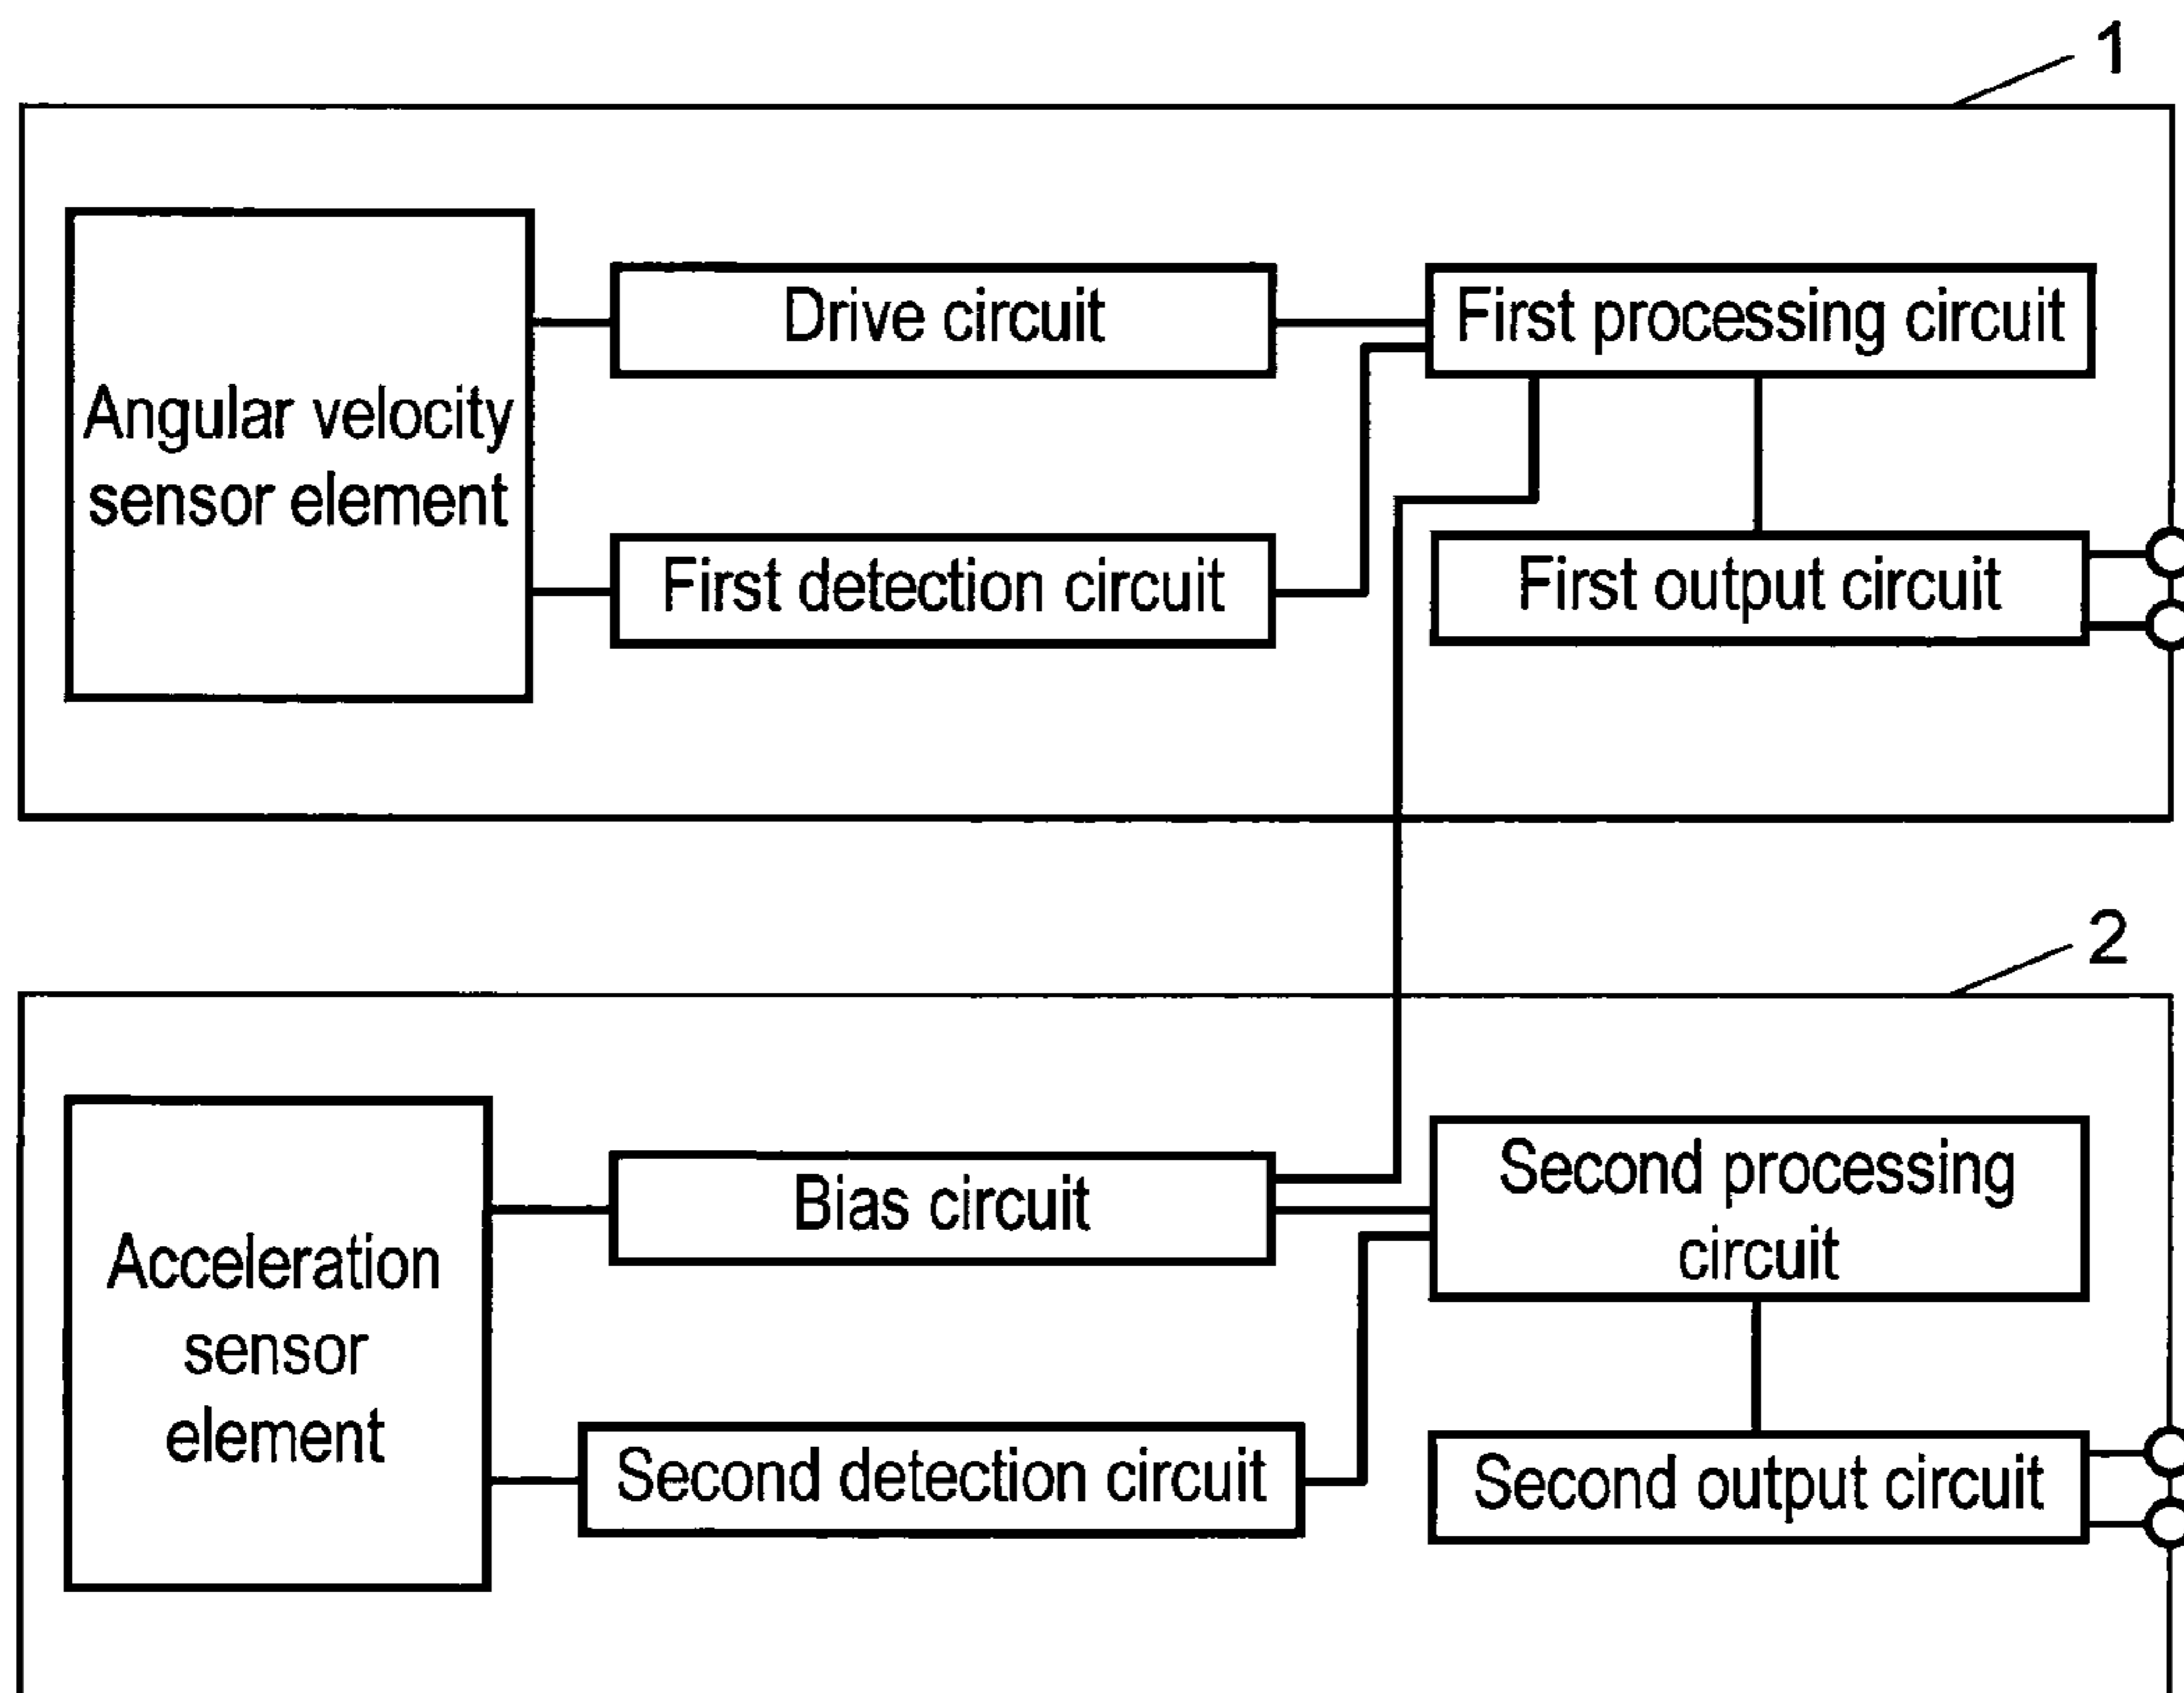 1
Drive circuit
First processing circuit
Angular velocity
sensor element
First detection circuit
First output circuit
2
Bias circuit
Second processing
circuit
Acceleration
sensor
element
Second detection circuit
Second output circuit